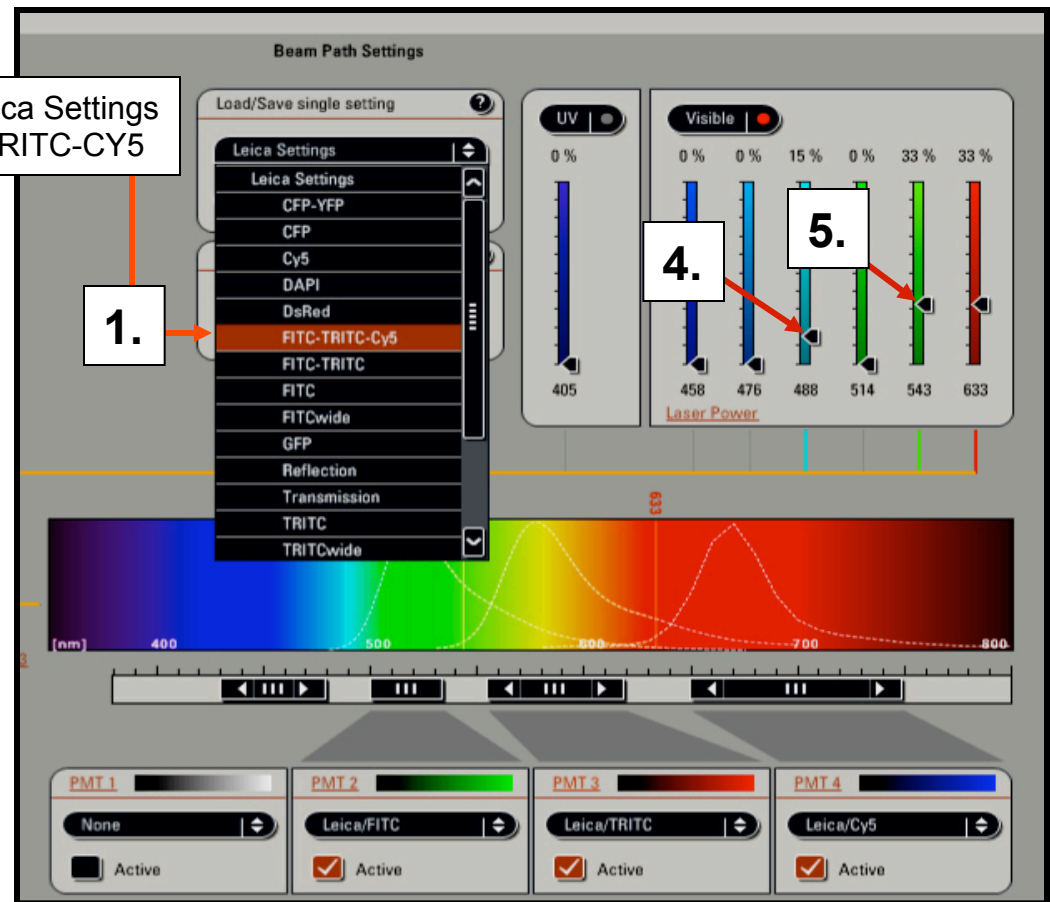 Beam Path Settings
ca Settings
RITC-CY5
Load/Save single setting
?
Leica Settings
Leica Settings
CFP-YFP
CFP
Cy5
DAPI
DsRed
FITC-TRITC-Cy5
FITC-TRITC
FITC
FITCwide
GFP
Reflection
Transmission
TRITC
TRITCwide
1.
UV
0 %
405
Visible
0 % 0 % 15 % 0 % 33 % 33 %
4.
5.
458 476 488 514 543 633
Laser Power
633
[nm] 400 500 600 700 800
PMT 1
None
Active
PMT 2
Leica/FITC
Active
PMT 3
Leica/TRITC
Active
PMT 4
Leica/Cy5
Active